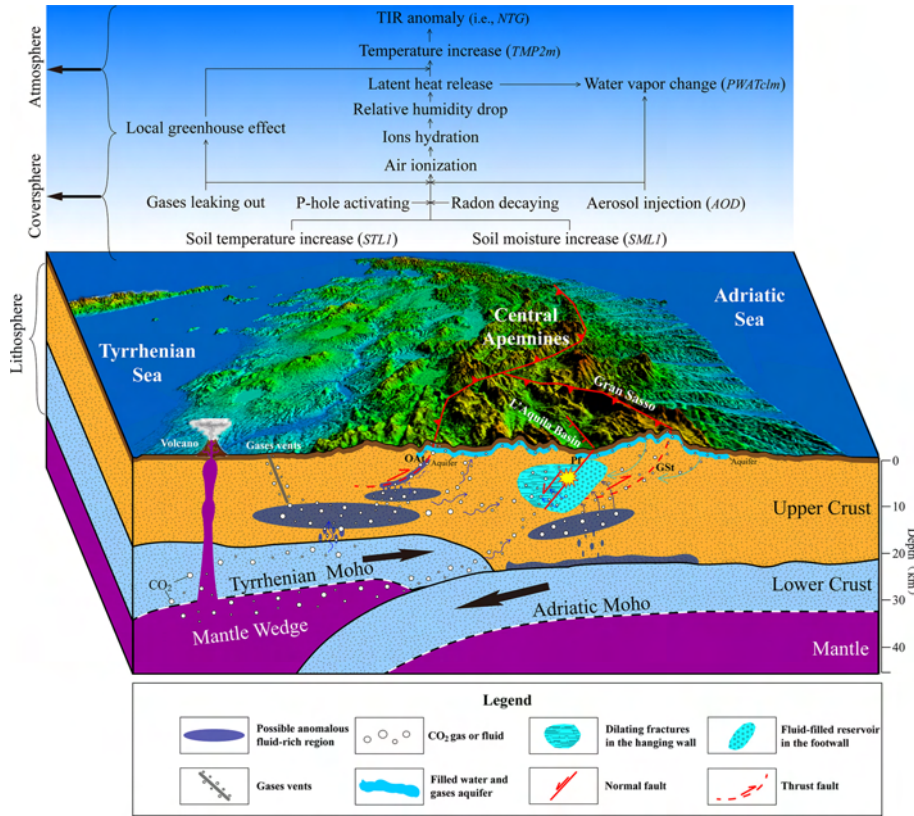 TIR anomaly (i.e., NTG)
Temperature increase (TMP2m)
Latent heat release
Water vapor change (PWATclm)
Relative humidity drop
Local greenhouse effect
Ions hydration
Air ionization
Gases leaking out
P-hole activating
Radon decaying
Aerosol injection (AOD)
Soil temperature increase (STL1)
Soil moisture increase (SML1)
Atmosphere
Coversphere
Lithosphere
Tyrrhenian
Sea
Central
Apennines
Adriatic
Sea
Gran Sasso
L'Aquila Basin
Volcano
Gases vents
OAt
Aquifer
Pf
GSt
Aquifer
Upper Crust
Lower Crust
Mantle
CO2
Tyrrhenian Moho
Adriatic Moho
Mantle Wedge
0
10
20
30
40
Depth (km)
Legend
Possible anomalous
fluid-rich region
CO2 gas or fluid
Dilating fractures
in the hanging wall
Fluid-filled reservoir
in the footwall
Gases vents
Filled water and
gases aquifer
Normal fault
Thrust fault